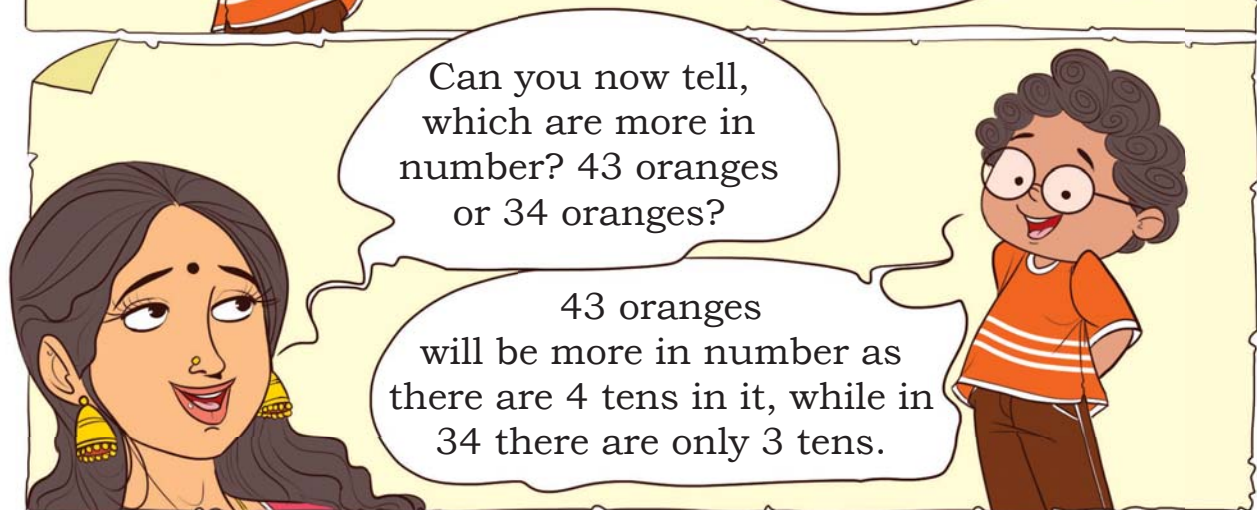 Can you now tell,
which are more in
number? 43 oranges
or 34 oranges?
43 oranges
will be more in number as
there are 4 tens in it, while in
34 there are only 3 tens.